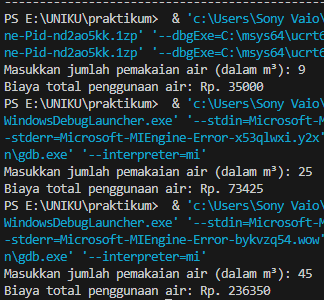 PS E:\UNIKU\praktikum>  & 'c:\Users\Sony Vaio\
ne-Pid-nd2ao5kk.1zp' '--dbgExe=C:\msys64\ucrt6
Masukkan jumlah pemakaian air (dalam m³): 9
Biaya total penggunaan air: Rp. 35000
PS E:\UNIKU\praktikum>  & 'c:\Users\Sony Vaio\
WindowsDebugLauncher.exe' '--stdin=Microsoft-M
-stderr=Microsoft-MIEngine-Error-x53qlwxi.y2x'
n\gdb.exe' '--interpreter=mi'
Masukkan jumlah pemakaian air (dalam m³): 25
Biaya total penggunaan air: Rp. 73425
PS E:\UNIKU\praktikum>  & 'c:\Users\Sony Vaio\
WindowsDebugLauncher.exe' '--stdin=Microsoft-M
-stderr=Microsoft-MIEngine-Error-bykvzq54.wow'
n\gdb.exe' '--interpreter=mi'
Masukkan jumlah pemakaian air (dalam m³): 45
Biaya total penggunaan air: Rp. 236350